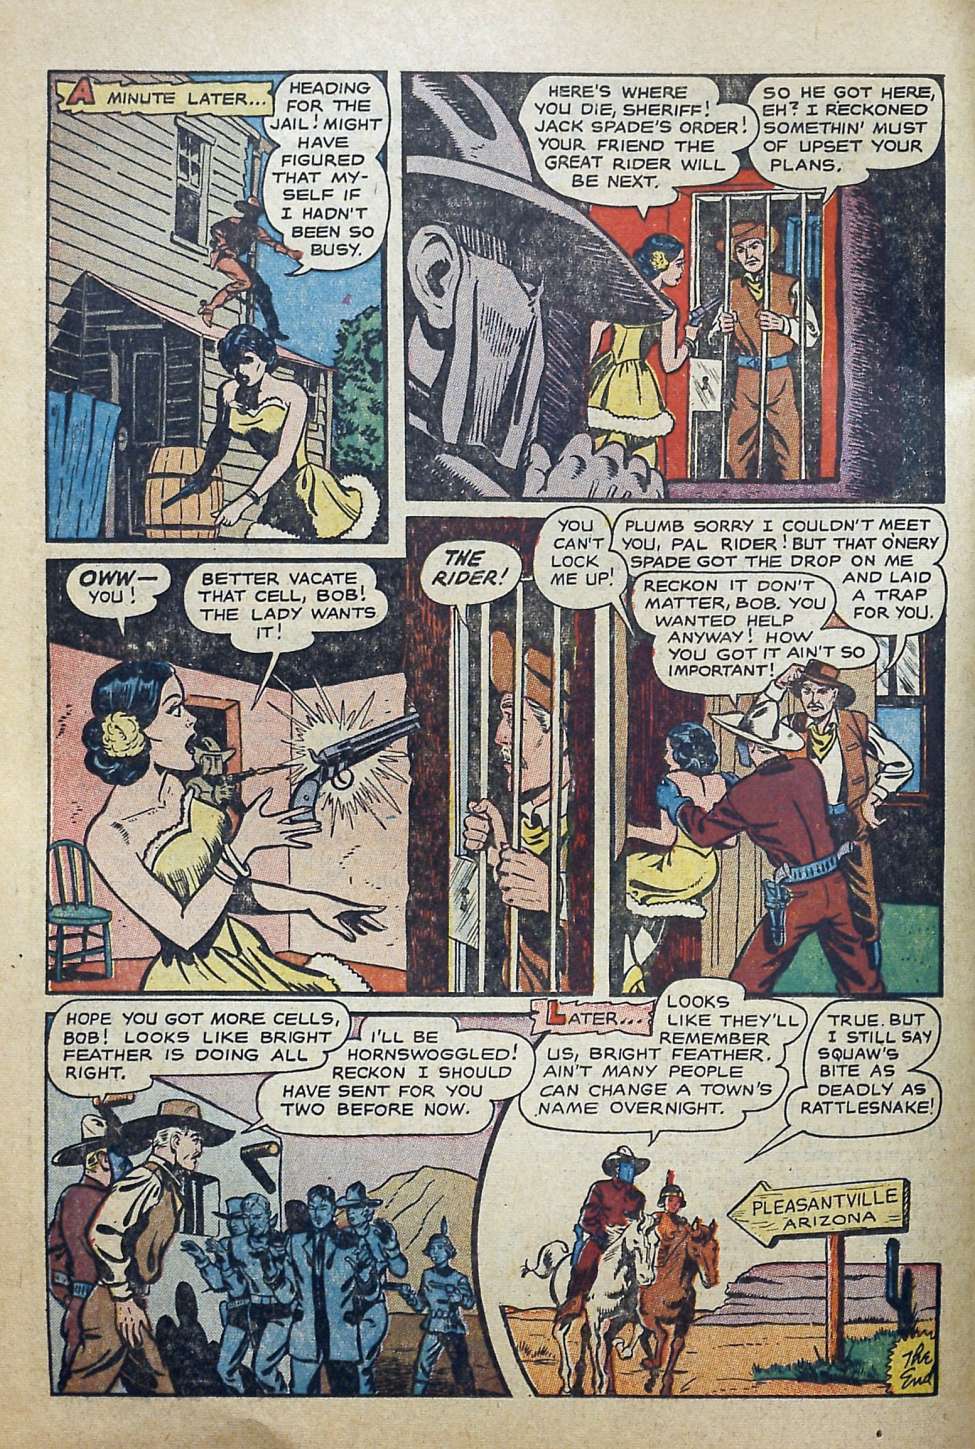 A MINUTE LATER...
HEADING
FOR THE
JAIL! MIGHT
HAVE
FIGURED
THAT MY-
SELF IF
I HADN'T
BEEN SO
BUSY.
HERE'S WHERE
YOU DIE, SHERIFF!
JACK SPADE'S ORDER!
YOUR FRIEND THE
GREAT RIDER WILL
BE NEXT.
SO HE GOT HERE,
EH? I RECKONED
SOMETHIN' MUST
OF UPSET YOUR
PLANS.
OWW—
YOU!
BETTER VACATE
THAT CELL, BOB!
THE LADY WANTS
IT!
THE
RIDER!
YOU
CAN'T
LOCK
ME UP!
PLUMB SORRY I COULDN'T MEET
YOU, PAL RIDER! BUT THAT O'NERY
SPADE GOT THE DROP ON ME
AND LAID
A TRAP
FOR YOU.
RECKON IT DON'T
MATTER, BOB. YOU
WANTED HELP
ANYWAY! HOW
YOU GOT IT AIN'T SO
IMPORTANT!
HOPE YOU GOT MORE CELLS,
BOB! LOOKS LIKE BRIGHT
FEATHER IS DOING ALL
RIGHT.
I'LL BE
HORNSWOGGLED!
RECKON I SHOULD
HAVE SENT FOR YOU
TWO BEFORE NOW.
LATER...
LOOKS
LIKE THEY'LL
REMEMBER
US, BRIGHT FEATHER.
AIN'T MANY PEOPLE
CAN CHANGE A TOWN'S
NAME OVERNIGHT.
TRUE. BUT
I STILL SAY
SQUAW'S
BITE AS
DEADLY AS
RATTLESNAKE!
PLEASANTVILLE
ARIZONA
The
End